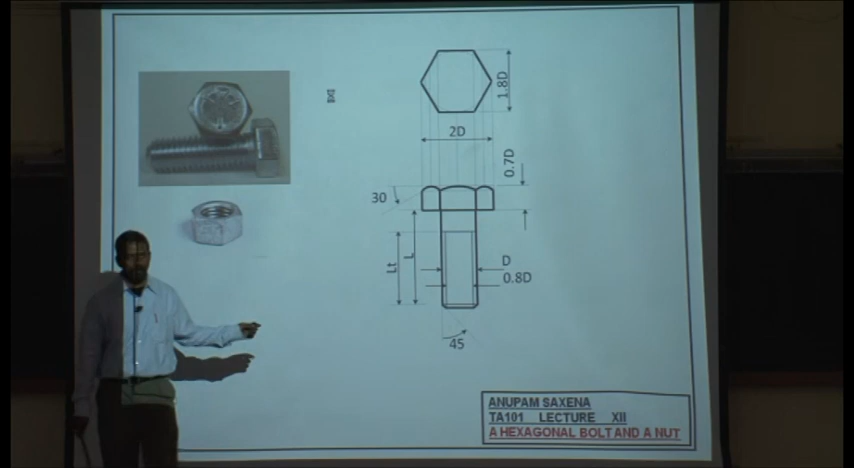 1.8D
2D
0.7D
30
Lt
L
D
0.8D
45
ANUPAM SAXENA
TA101 LECTURE XII
A HEXAGONAL BOLT AND A NUT